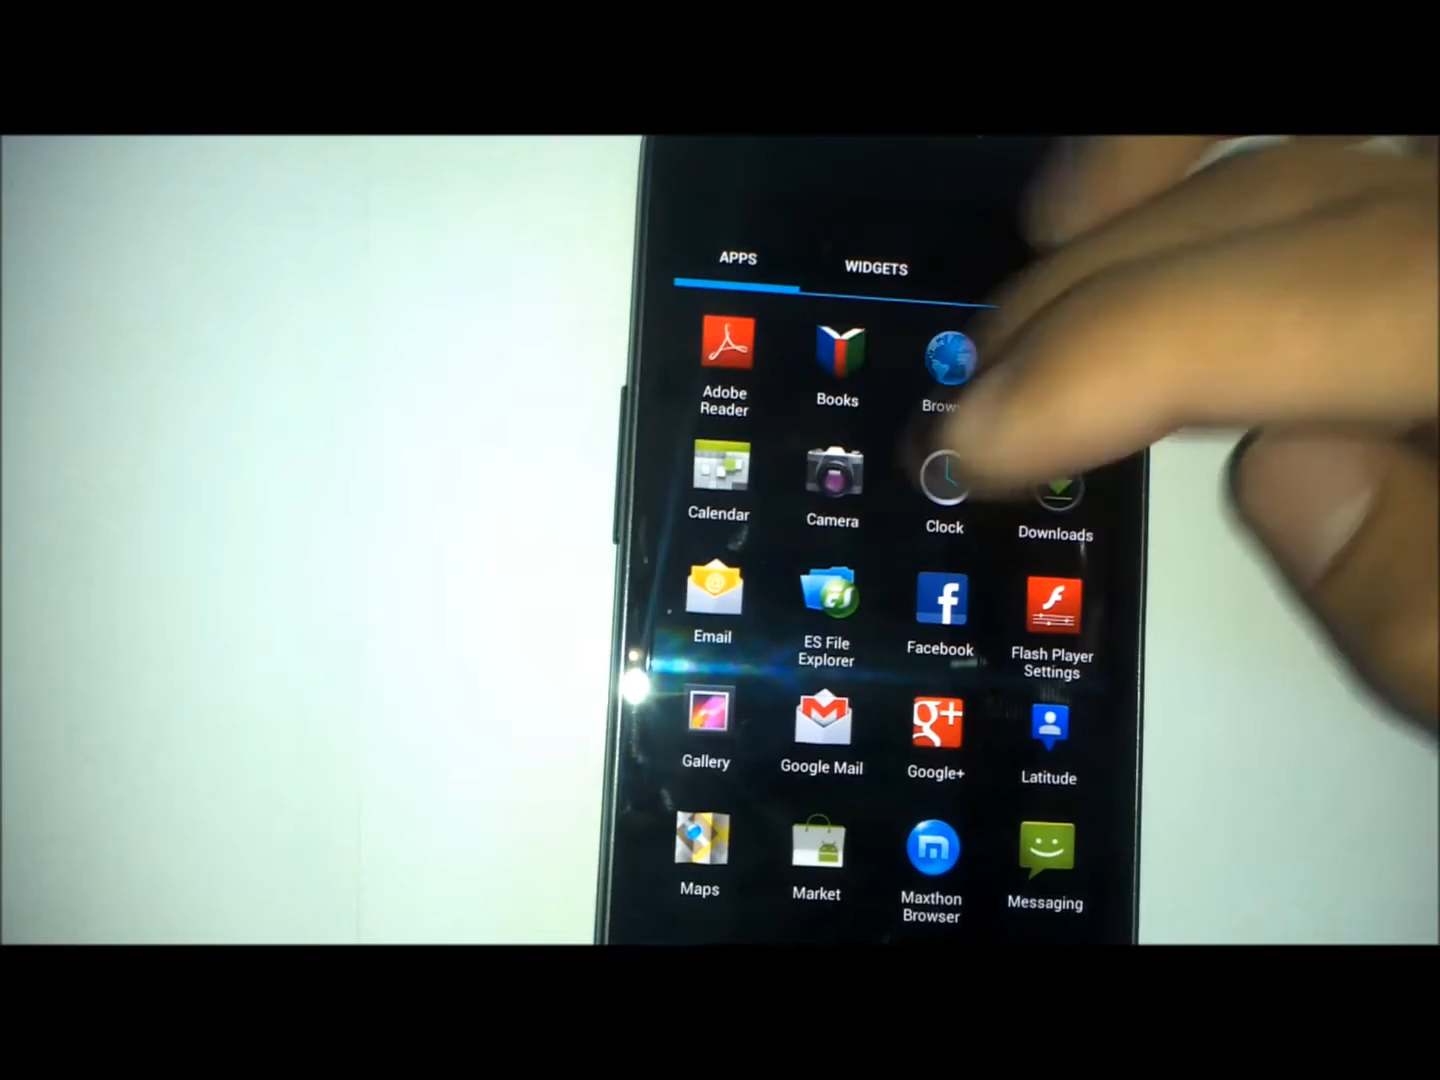 APPS
WIDGETS
Adobe
Reader
Books
Calendar
Camera
Clock
Downloads
Email
ES File
Explorer
Facebook
Flash Player
Settings
Gallery
Google Mail
Google+
Latitude
Maps
Market
Maxthon
Browser
Messaging